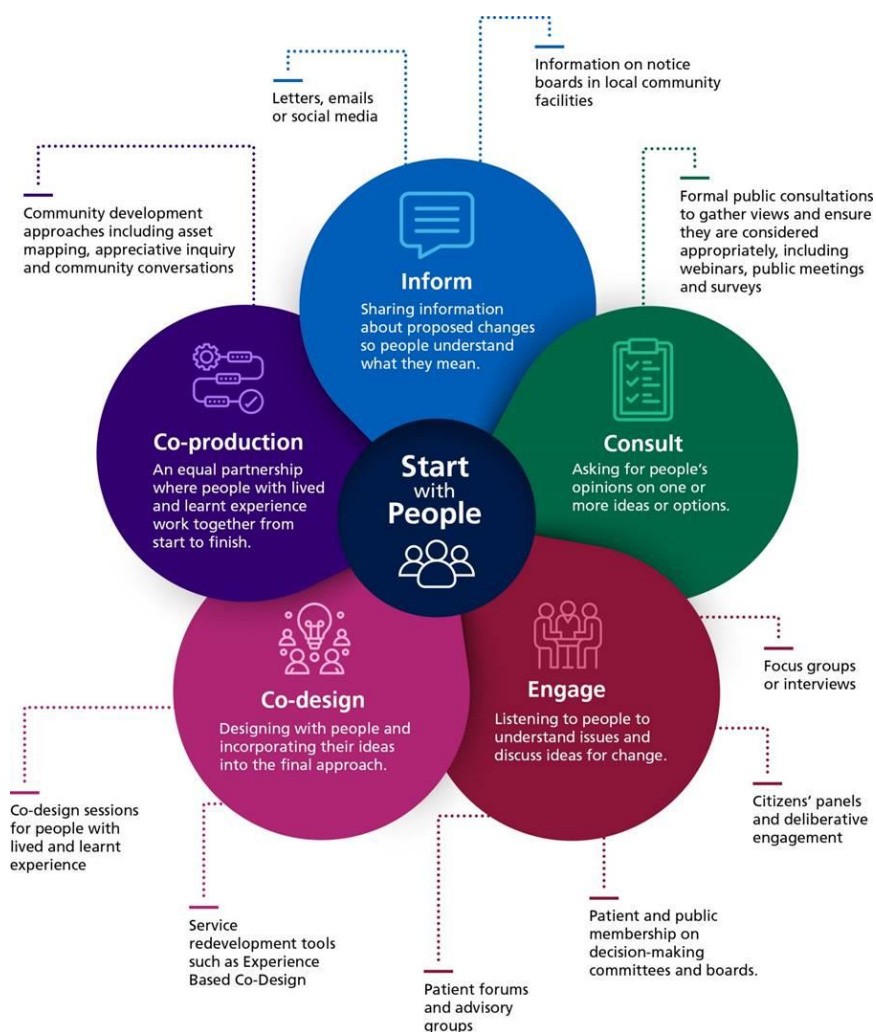 Letters, emails
or social media
Information on notice
boards in local community
facilities
Community development
approaches including asset
mapping, appreciative inquiry
and community conversations
Formal public consultations
to gather views and ensure
they are considered
appropriately, including
webinars, public meetings
and surveys
Inform
Sharing information
about proposed changes
so people understand
what they mean.
Co-production
An equal partnership
where people with lived
and learnt experience
work together from
start to finish.
Start
with
People
Consult
Asking for people's
opinions on one or
more ideas or options.
Co-design
Designing with people and
incorporating their ideas
into the final approach.
Engage
Listening to people to
understand issues and
discuss ideas for change.
Focus groups
or interviews
Citizens' panels
and deliberative
engagement
Co-design sessions
for people with
lived and learnt
experience
Service
redevelopment tools
such as Experience
Based Co-Design
Patient forums
and advisory
groups
Patient and public
membership on
decision-making
committees and boards.